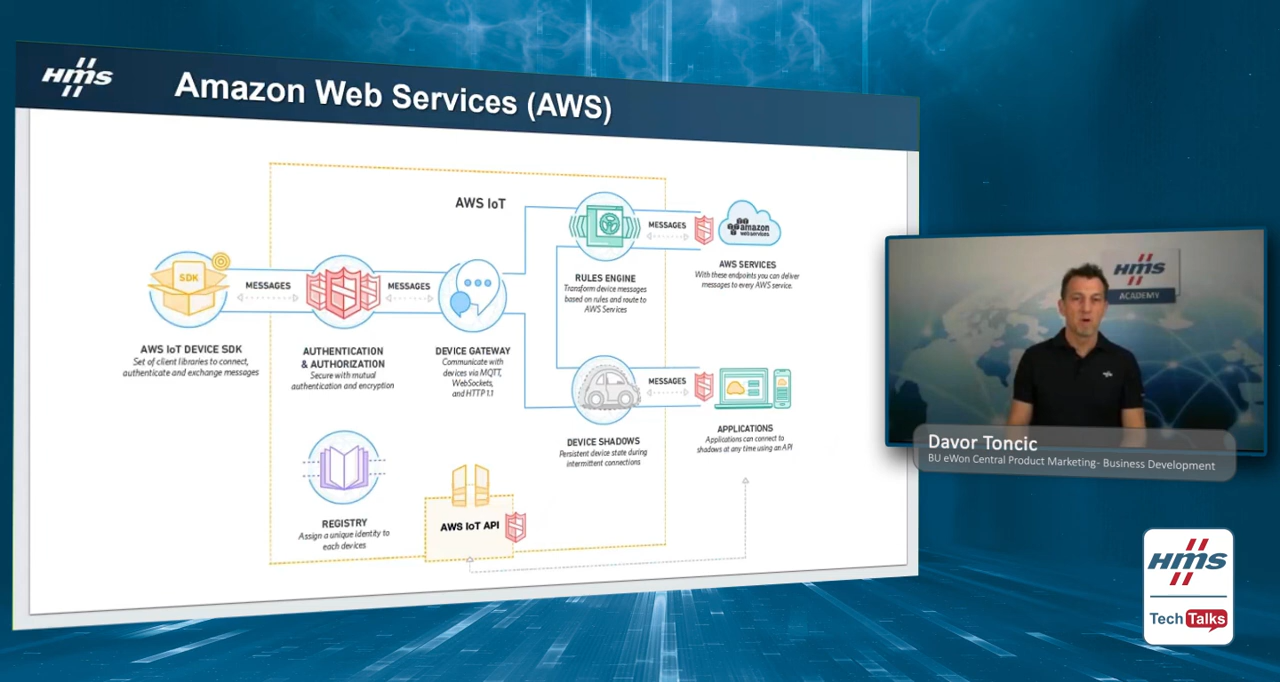 HMS
Amazon Web Services (AWS)
AWS IoT
SDK
MESSAGES
MESSAGES
MESSAGES
amazon
web services
AWS IoT DEVICE SDK
Set of client libraries to connect,
authenticate and exchange messages
AUTHENTICATION
& AUTHORIZATION
Secure with mutual
authentication and encryption
DEVICE GATEWAY
Communicate with
devices via MQTT,
WebSockets,
and HTTP 1.1
RULES ENGINE
Transform device messages
based on rules and route to
AWS Services
AWS SERVICES
With these endpoints you can deliver
messages to every AWS service.
MESSAGES
DEVICE SHADOWS
Persistent device state during
intermittent connections
APPLICATIONS
Applications can connect to
shadows at any time using an API
REGISTRY
Assign a unique identity to
each devices
AWS IoT API
HMS
ACADEMY
Davor Toncic
BU eWon Central Product Marketing- Business Development
HMS
Tech Talks